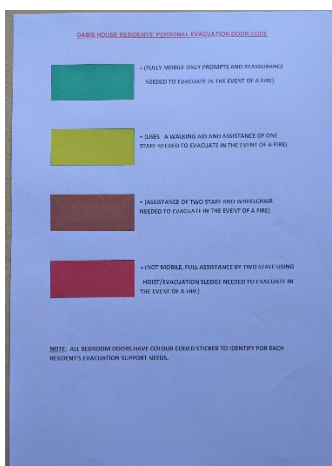 OASIS HOUSE RESIDENTS' PERSONAL EVACUATION DOOR CODE
= (FULLY MOBILE ONLY PROMPTS AND REASSURANCE
NEEDED TO EVACUATE IN THE EVENT OF A FIRE)
= (USES A WALKING AID AND ASSISTANCE OF ONE
STAFF NEEDED TO EVACUATE IN THE EVENT OF A FIRE)
= (ASSISTANCE OF TWO STAFF AND WHEELCHAIR
NEEDED TO EVACUATE IN THE EVENT OF A FIRE)
= (NOT MOBILE, FULL ASSISTANCE BY TWO STAFF USING
HOIST/EVACUATION SLEDGE NEEDED TO EVACUATE IN
THE EVENT OF A FIRE)
NOTE: ALL BEDROOM DOORS HAVE COLOUR CODED STICKER TO IDENTIFY FOR EACH
RESIDENT'S EVACUATION SUPPORT NEEDS.